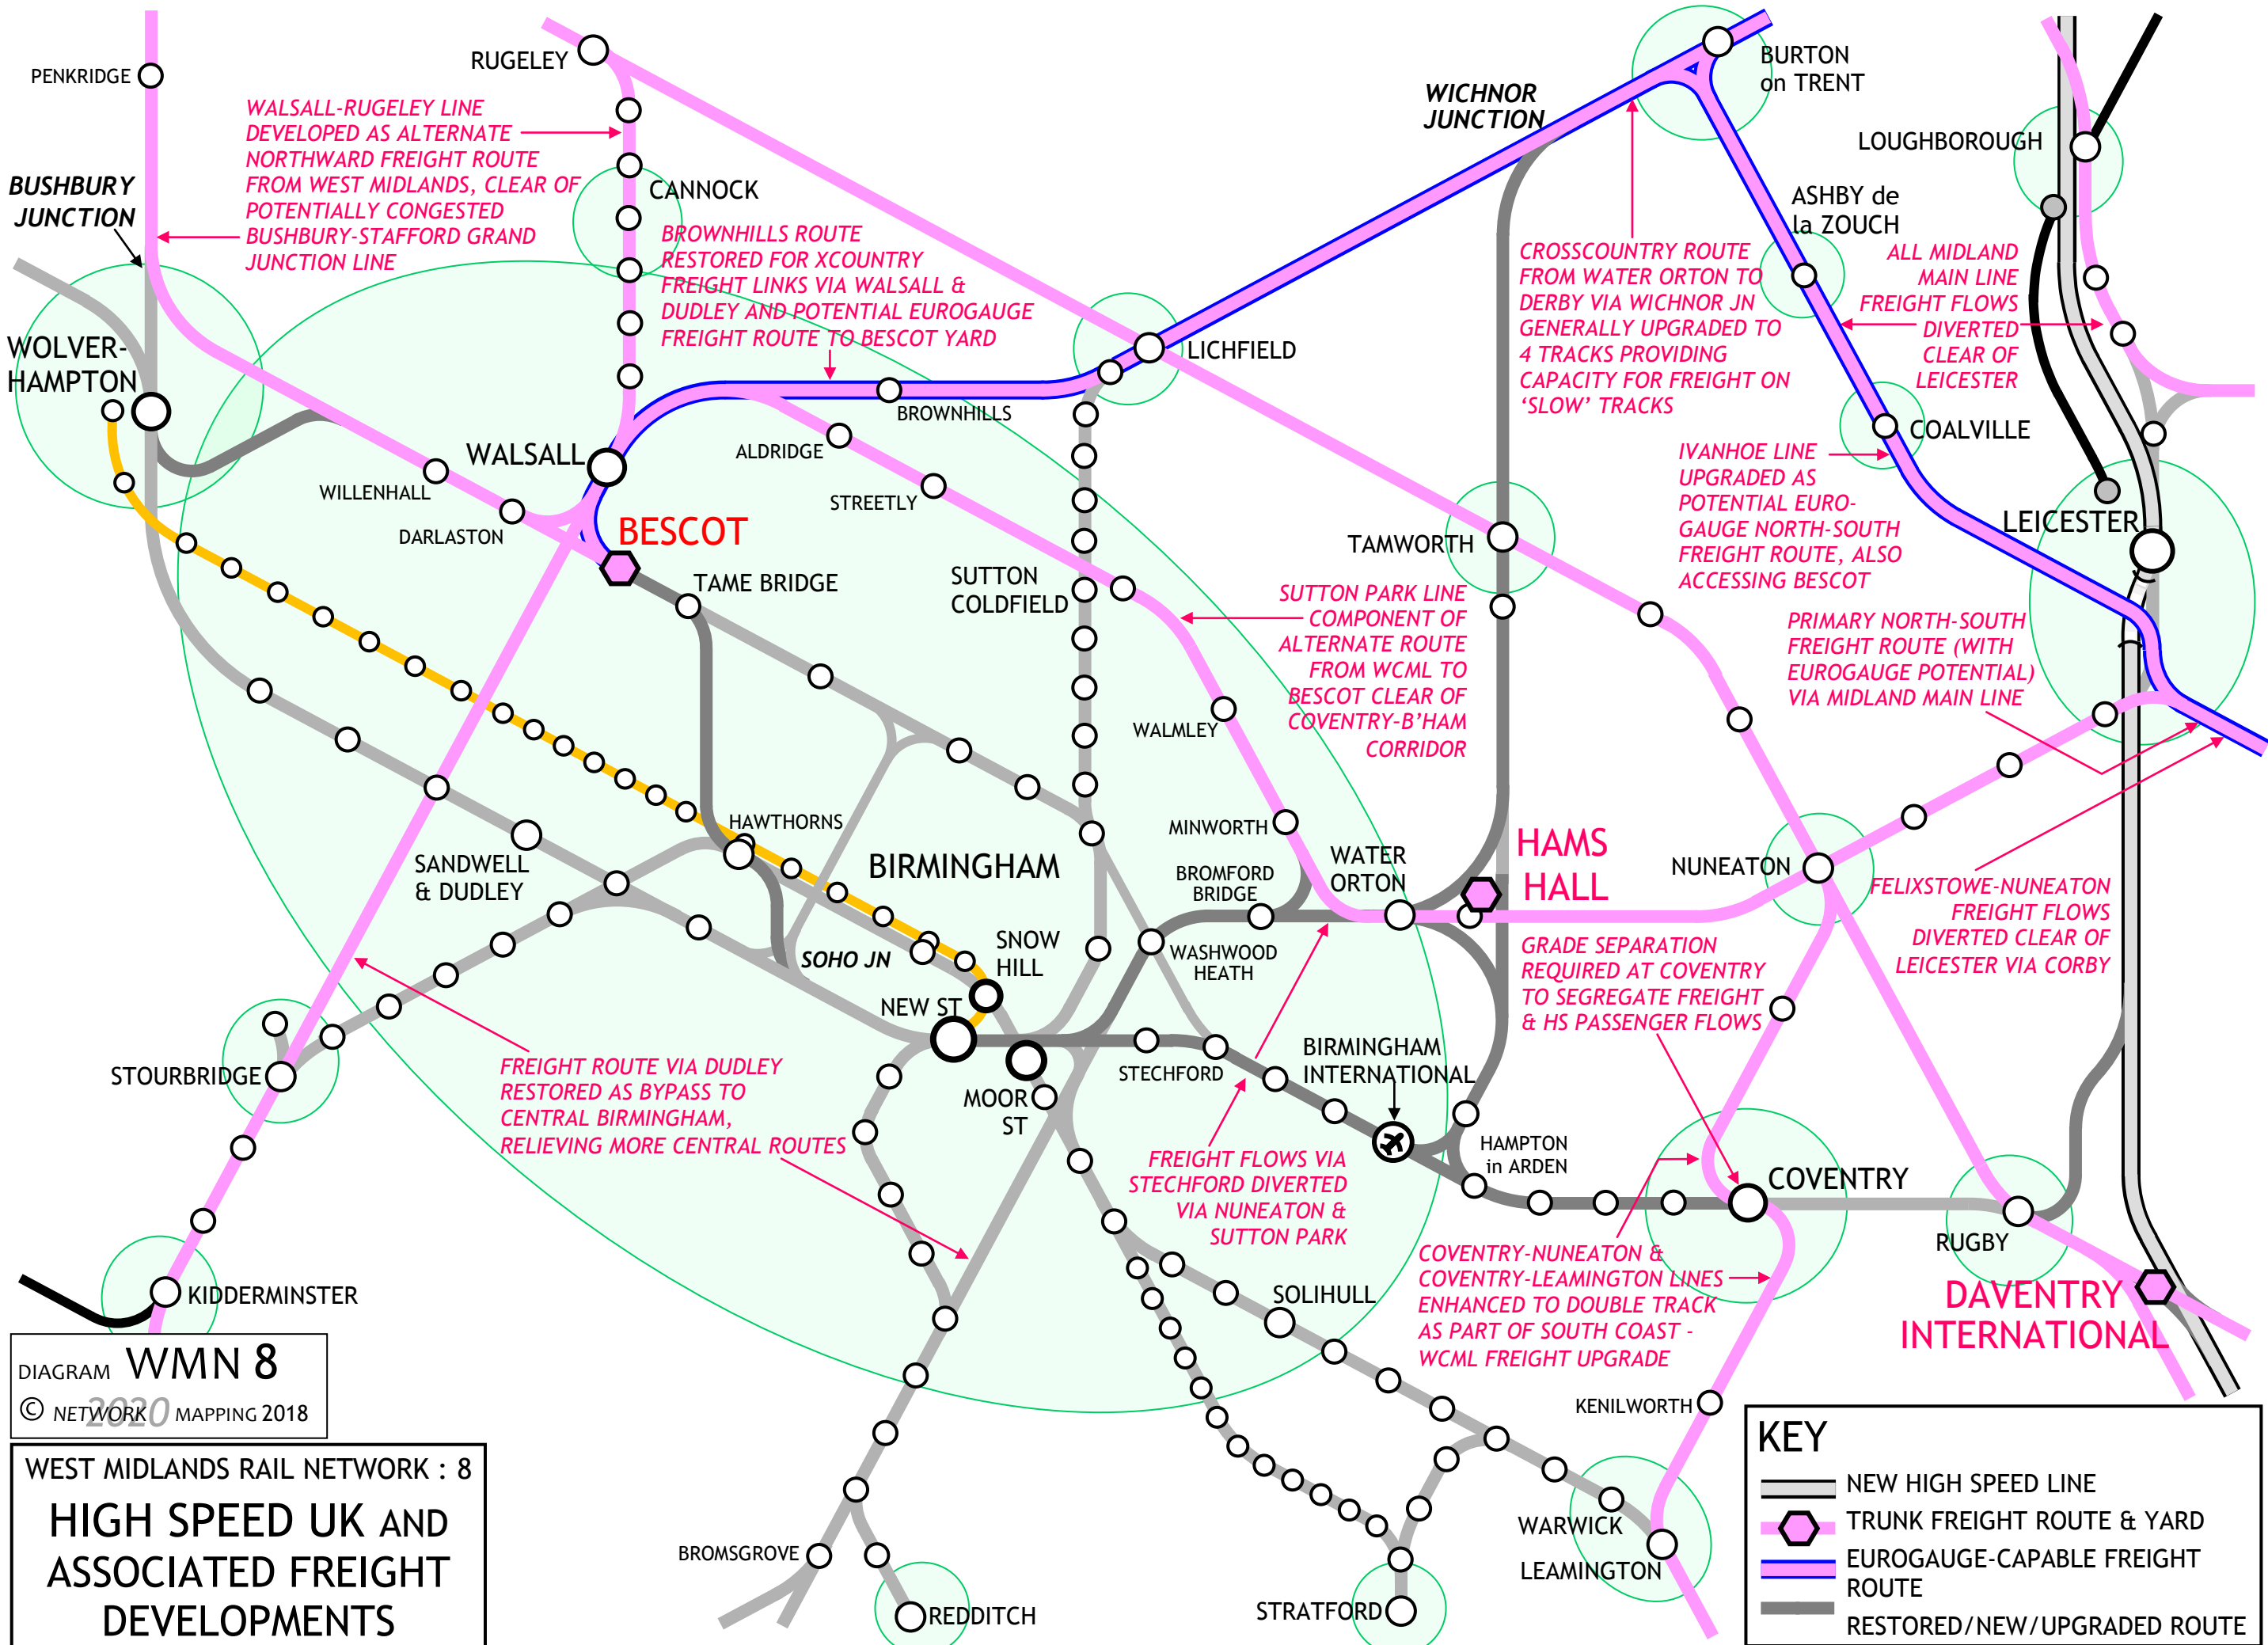 PENKRIDGE
RUGELEY
WALSALL-RUGELEY LINE
DEVELOPED AS ALTERNATE
NORTHWARD FREIGHT ROUTE
FROM WEST MIDLANDS, CLEAR OF
POTENTIALLY CONGESTED
BUSHBURY-STAFFORD GRAND
JUNCTION LINE
BUSHBURY
JUNCTION
CANNOCK
BROWNHILLS ROUTE
RESTORED FOR XCOUNTRY
FREIGHT LINKS VIA WALSALL &
DUDLEY AND POTENTIAL EUROGAUGE
FREIGHT ROUTE TO BESCOT YARD
WICHNOR
JUNCTION
BURTON
on TRENT
LOUGHBOROUGH
ASHBY de
la ZOUCH
CROSSCOUNTRY ROUTE
FROM WATER ORTON TO
DERBY VIA WICHNOR JN
GENERALLY UPGRADED TO
4 TRACKS PROVIDING
CAPACITY FOR FREIGHT ON
‘SLOW’ TRACKS
ALL MIDLAND
MAIN LINE
FREIGHT FLOWS
DIVERTED
CLEAR OF
LEICESTER
WOLVER-
HAMPTON
LICHFIELD
BROWNHILLS
ALDRIDGE
STREETLY
WALSALL
WILLENHALL
DARLASTON
BESCOT
TAME BRIDGE
SUTTON
COLDFIELD
TAMWORTH
COALVILLE
IVANHOE LINE
UPGRADED AS
POTENTIAL EURO-
GAUGE NORTH-SOUTH
FREIGHT ROUTE, ALSO
ACCESSING BESCOT
LEICESTER
SUTTON PARK LINE
COMPONENT OF
ALTERNATE ROUTE
FROM WCML TO
BESCOT CLEAR OF
COVENTRY-B’HAM
CORRIDOR
PRIMARY NORTH-SOUTH
FREIGHT ROUTE (WITH
EUROGAUGE POTENTIAL)
VIA MIDLAND MAIN LINE
WALMLEY
MINWORTH
BROMFORD
BRIDGE
WATER
ORTON
HAMS
HALL
NUNEATON
FELIXSTOWE-NUNEATON
FREIGHT FLOWS
DIVERTED CLEAR OF
LEICESTER VIA CORBY
HAWTHORNS
BIRMINGHAM
SANDWELL
& DUDLEY
SOHO JN
SNOW
HILL
NEW ST
MOOR
ST
WASHWOOD
HEATH
STECHFORD
BIRMINGHAM
INTERNATIONAL
GRADE SEPARATION
REQUIRED AT COVENTRY
TO SEGREGATE FREIGHT
& HS PASSENGER FLOWS
STOURBRIDGE
FREIGHT ROUTE VIA DUDLEY
RESTORED AS BYPASS TO
CENTRAL BIRMINGHAM,
RELIEVING MORE CENTRAL ROUTES
FREIGHT FLOWS VIA
STECHFORD DIVERTED
VIA NUNEATON &
SUTTON PARK
HAMPTON
in ARDEN
COVENTRY
RUGBY
COVENTRY-NUNEATON &
COVENTRY-LEAMINGTON LINES
ENHANCED TO DOUBLE TRACK
AS PART OF SOUTH COAST -
WCML FREIGHT UPGRADE
DAVENTRY
INTERNATIONAL
KIDDERMINSTER
SOLIHULL
KENILWORTH
WARWICK
LEAMINGTON
BROMSGROVE
REDDITCH
STRATFORD
DIAGRAM WMN 8
© NETWORK 2020 MAPPING 2018
WEST MIDLANDS RAIL NETWORK : 8
HIGH SPEED UK AND
ASSOCIATED FREIGHT
DEVELOPMENTS
KEY
NEW HIGH SPEED LINE
TRUNK FREIGHT ROUTE & YARD
EUROGAUGE-CAPABLE FREIGHT
ROUTE
RESTORED/NEW/UPGRADED ROUTE